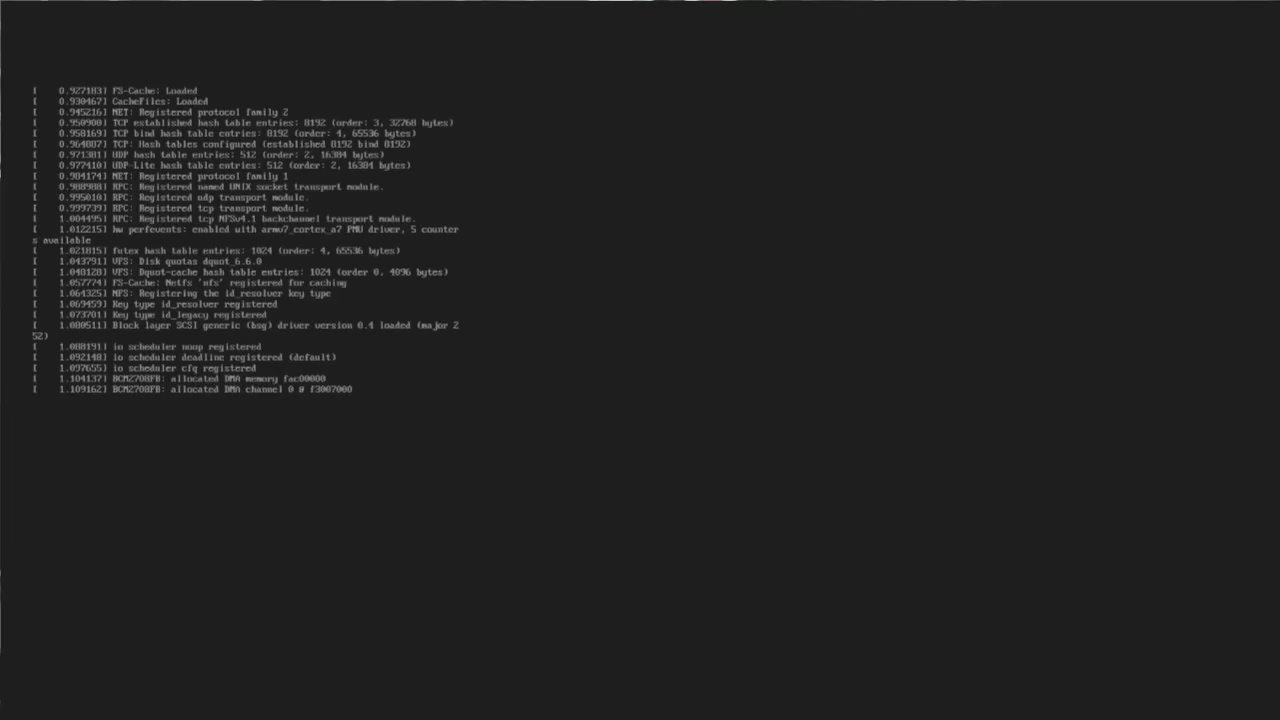 [    0.927183] FS-Cache: Loaded
[    0.930467] CacheFiles: Loaded
[    0.945216] NET: Registered protocol family 2
[    0.950900] TCP established hash table entries: 8192 (order: 3, 32768 bytes)
[    0.958169] TCP bind hash table entries: 8192 (order: 4, 65536 bytes)
[    0.964807] TCP: Hash tables configured (established 8192 bind 8192)
[    0.971381] UDP hash table entries: 512 (order: 2, 16384 bytes)
[    0.977410] UDP-Lite hash table entries: 512 (order: 2, 16384 bytes)
[    0.984174] NET: Registered protocol family 1
[    0.988988] RPC: Registered named UNIX socket transport module.
[    0.995010] RPC: Registered udp transport module.
[    0.999739] RPC: Registered tcp transport module.
[    1.004495] RPC: Registered tcp NFSv4.1 backchannel transport module.
[    1.012215] hw perfevents: enabled with armv7_cortex_a7 PMU driver, 5 counter
s available
[    1.021815] futex hash table entries: 1024 (order: 4, 65536 bytes)
[    1.043791] VFS: Disk quotas dquot_6.6.0
[    1.048128] VFS: Dquot-cache hash table entries: 1024 (order 0, 4096 bytes)
[    1.057774] FS-Cache: Netfs 'nfs' registered for caching
[    1.064325] NFS: Registering the id_resolver key type
[    1.069459] Key type id_resolver registered
[    1.073701] Key type id_legacy registered
[    1.080511] Block layer SCSI generic (bsg) driver version 0.4 loaded (major 2
52)
[    1.088191] io scheduler noop registered
[    1.092148] io scheduler deadline registered (default)
[    1.097655] io scheduler cfq registered
[    1.104137] BCM2708FB: allocated DMA memory fac00000
[    1.109162] BCM2708FB: allocated DMA channel 0 @ f3007000